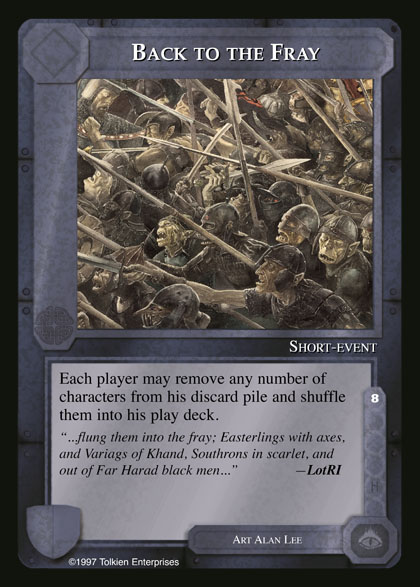 Back to the Fray
Short-event
Each player may remove any number of
characters from his discard pile and shuffle
them into his play deck.
8
“...flung them into the fray; Easterlings with axes,
and Variags of Khand, Southrons in scarlet, and
out of Far Harad black men...” —LotRI
H
Art Alan Lee
©1997 Tolkien Enterprises